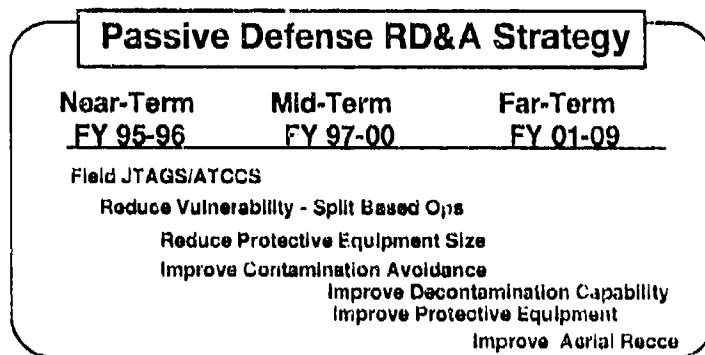 Passive Defense RD&A Strategy
Near-Term Mid-Term Far-Term
FY 95-96 FY 97-00 FY 01-09
Field JTAGS/ATCCS
Reduce Vulnerability - Split Based Ops
Reduce Protective Equipment Size
Improve Contamination Avoidance
Improve Decontamination Capability
Improve Protective Equipment
Improve Aerial Recce